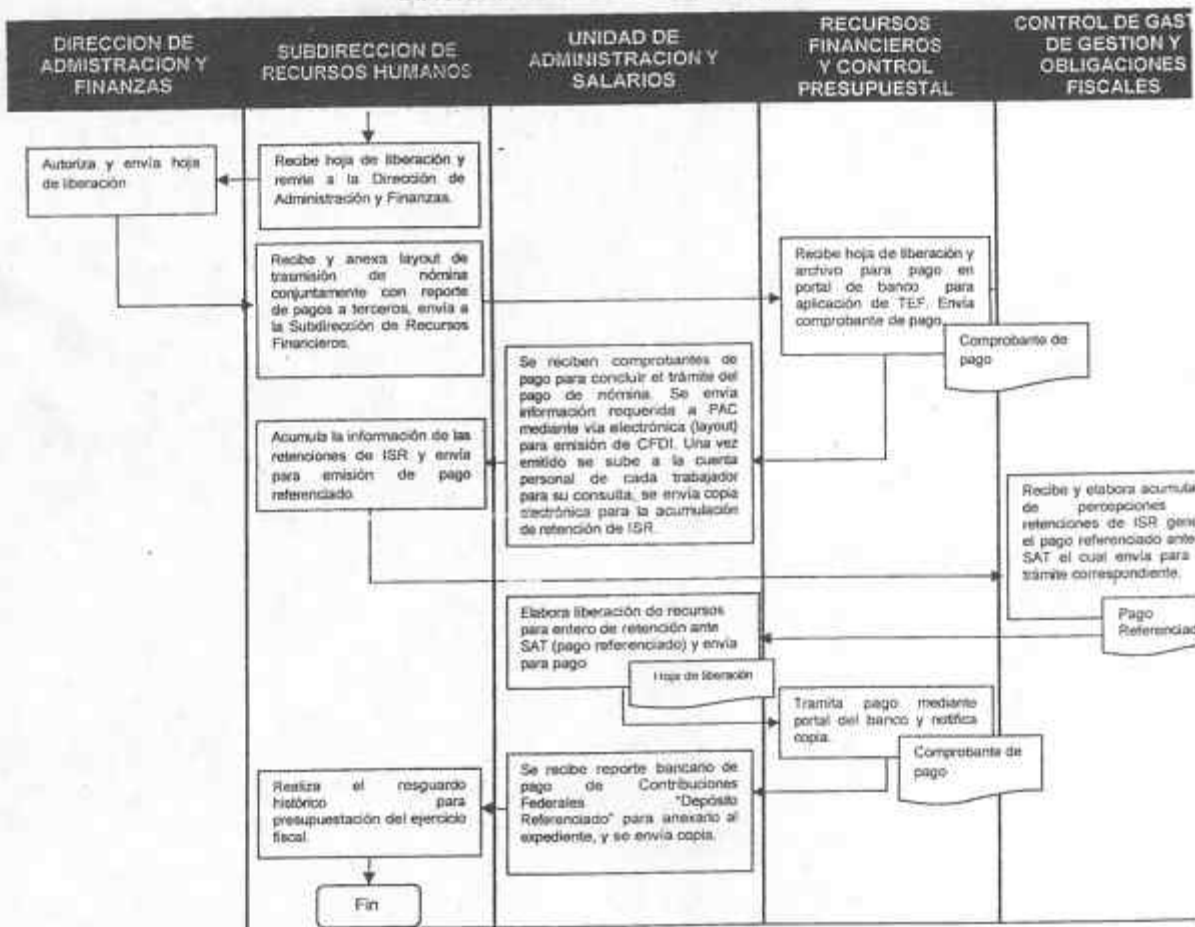 DIRECCION DE
ADMISTRACION Y
FINANZAS
SUBDIRECCION DE
RECURSOS HUMANOS
UNIDAD DE
ADMINISTRACION Y
SALARIOS
RECURSOS
FINANCIEROS
Y CONTROL
PRESUPUESTAL
CONTROL DE GAST
DE GESTION Y
OBLIGACIONES
FISCALES
Autoriza y envía hoja
de liberación
Recibe hoja de liberación y
remite a la Dirección de
Administración y Finanzas.
Recibe y anexa layout de
trasmisión de nómina
conjuntamente con reporte
de pagos a terceros, envía a
la Subdirección de Recursos
Financieros.
Recibe hoja de liberación y
archivo para pago en
portal de banco para
aplicación de TEF. Envía
comprobante de pago.
Comprobante de
pago
Se reciben comprobantes de
pago para concluir el trámite del
pago de nómina. Se envía
información requerida a PAC
mediante vía electrónica (layout)
para emisión de CFDI. Una vez
emitido se sube a la cuenta
personal de cada trabajador
para su consulta, se envía copia
electrónica para la acumulación
de retención de ISR.
Acumula la información de las
retenciones de ISR y envía
para emisión de pago
referenciado.
Recibe y elabora acumula
de percepciones
retenciones de ISR gene
el pago referenciado ante
SAT el cual envía para
trámite correspondiente.
Pago
Referenciad
Elabora liberación de recursos
para entero de retención ante
SAT (pago referenciado) y envía
para pago
Hoja de liberación
Tramita pago mediante
portal del banco y notifica
copia.
Comprobante de
pago
Se recibe reporte bancario de
pago de Contribuciones
Federales "Depósito
Referenciado" para anexarlo al
expediente, y se envía copia.
Realiza el resguardo
histórico para
presupuestación del ejercicio
fiscal.
Fin